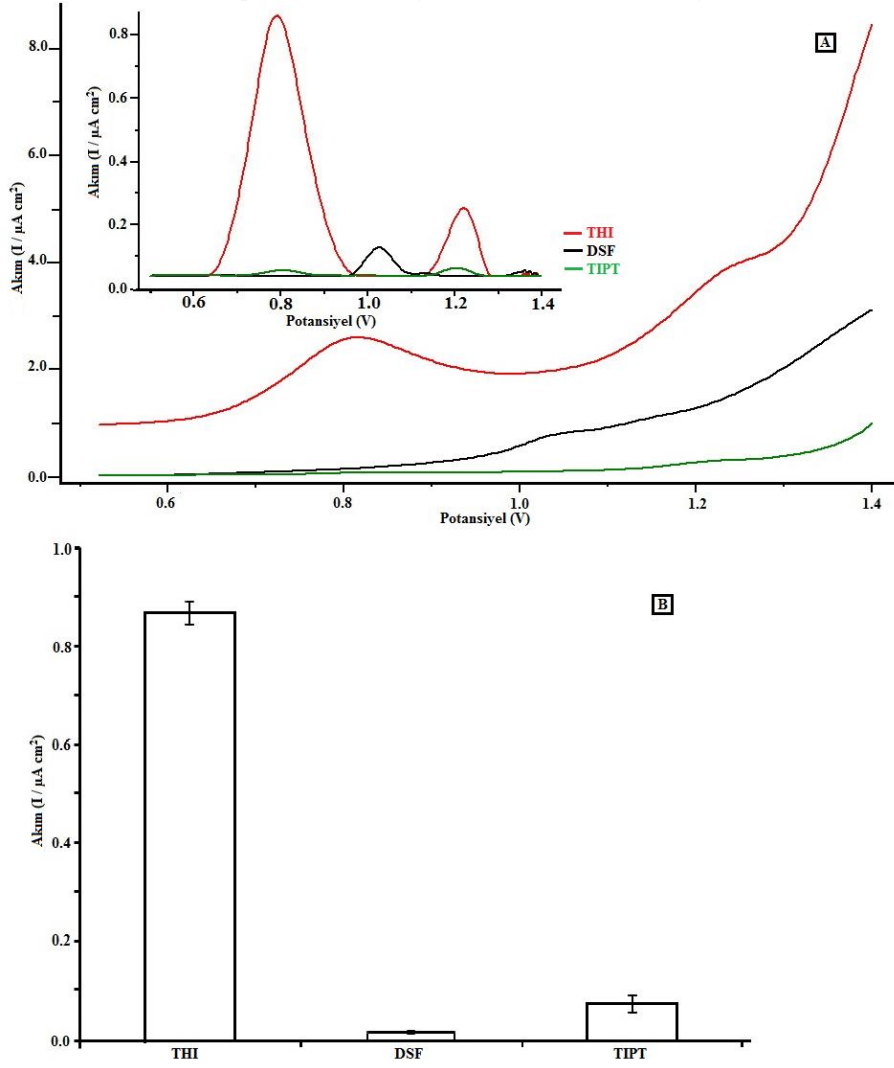 A
8.0
6.0
4.0
2.0
0.0
Akım (I / µA cm²)
0.8
0.6
0.4
0.2
0.0
Akım (I / µA cm²)
0.6 0.8 1.0 1.2 1.4
Potansiyel (V)
THI
DSF
TIPT
0.6 0.8 1.0 1.2 1.4
Potansiyel (V)
B
1.0
0.8
0.6
0.4
0.2
0.0
Akım (I / µA cm²)
THI DSF TIPT